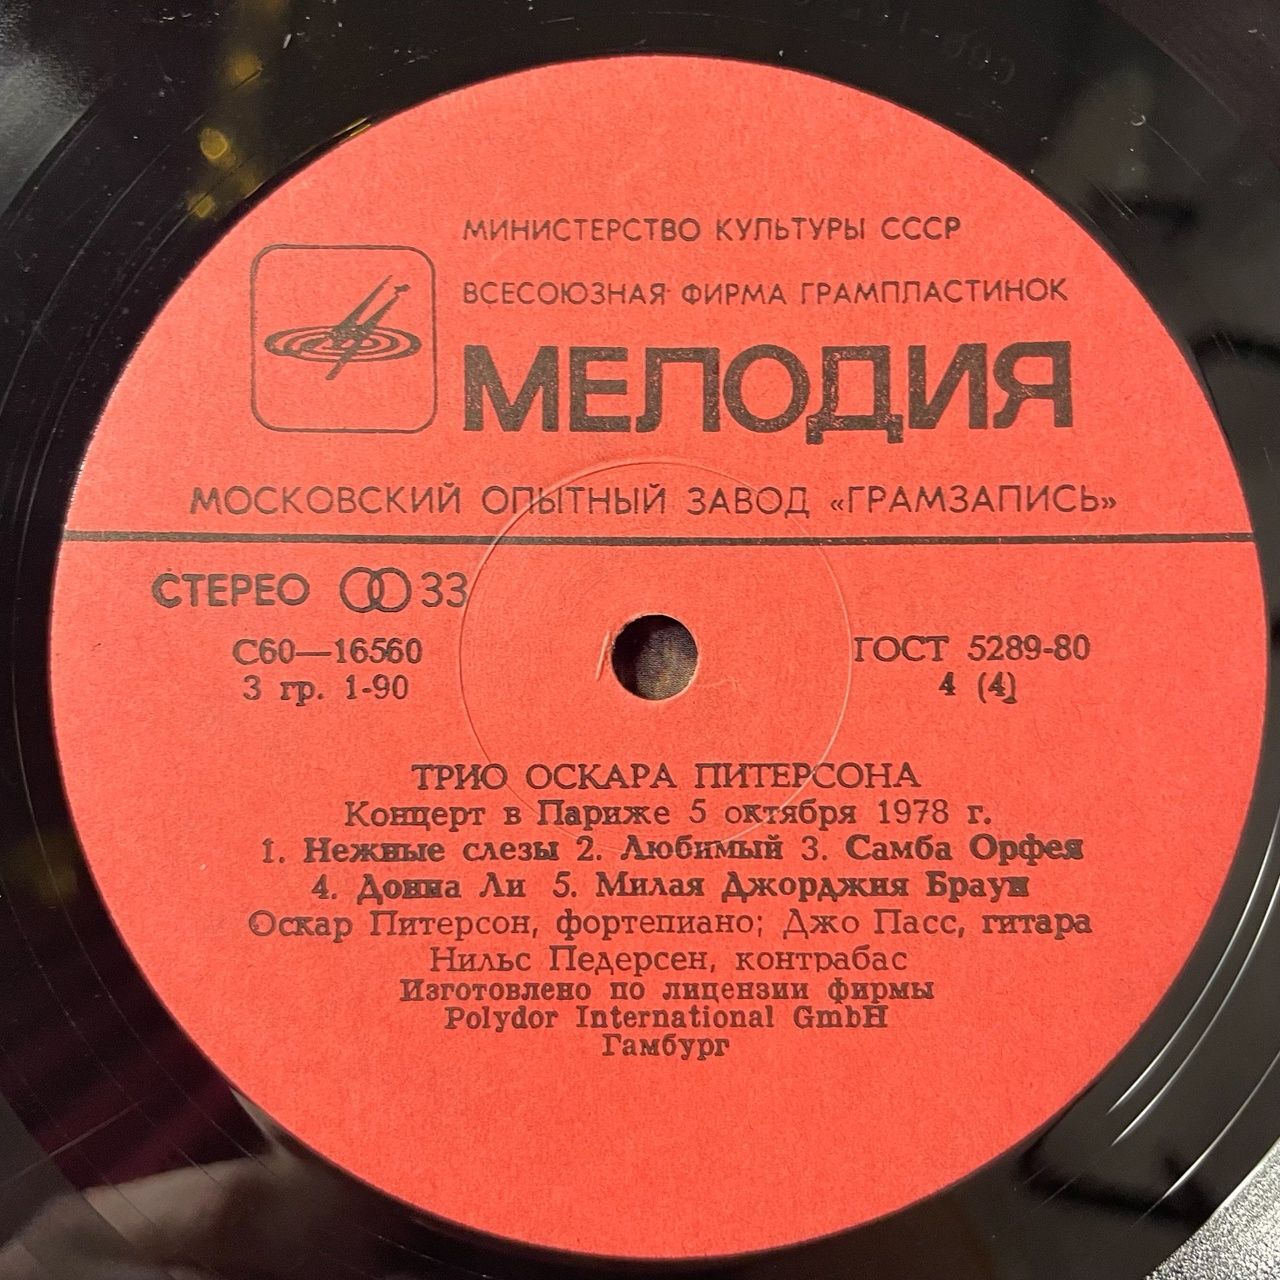 МИНИСТЕРСТВО КУЛЬТУРЫ СССР
ВСЕСОЮЗНАЯ ФИРМА ГРАМПЛАСТИНОК
МЕЛОДИЯ
МОСКОВСКИЙ ОПЫТНЫЙ ЗАВОД «ГРАМЗАПИСЬ»
СТЕРЕО 33
С60—16560
3 гр. 1-90
ГОСТ 5289-80
4 (4)
ТРИО ОСКАРА ПИТЕРСОНА
Концерт в Париже 5 октября 1978 г.
1. Нежные слезы 2. Любимый 3. Самба Орфея
4. Донна Ли 5. Милая Джорджия Браун
Оскар Питерсон, фортепиано; Джо Пасс, гитара
Нильс Педерсен, контрабас
Изготовлено по лицензии фирмы
Polydor International GmbH
Гамбург